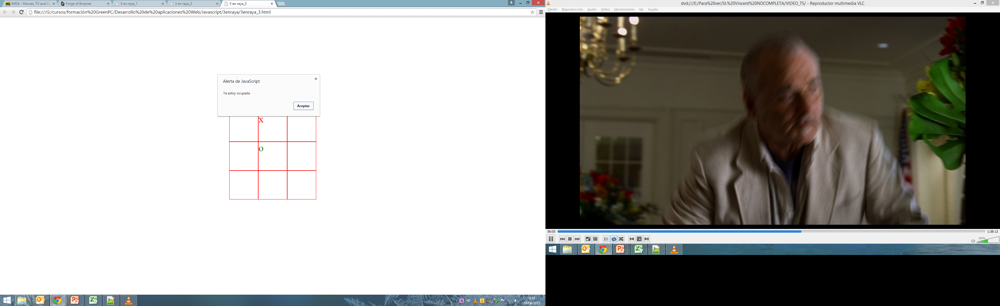 IMDb - Movies, TV and Ce
Forge of Empires
3 en raya_1
3 en raya_2
3 en raya_3
file:///G:/cursos/formación%20GreenPC/Desarrollo%20de%20aplicaciones%20Web/Javascript/3enraya/3enraya_3.html
Alerta de JavaScript
Ya estoy ocupada
Aceptar
X
O
0:18
24/04/2015
dvd:///E:/Para%20ver/St.%20Vincent%20NOCOMPLETA/VIDEO_TS/ - Reproductor multimedia VLC
Medio Reproducción Audio Vídeo Herramientas Ver Ayuda
56:05
1:38:13
100%